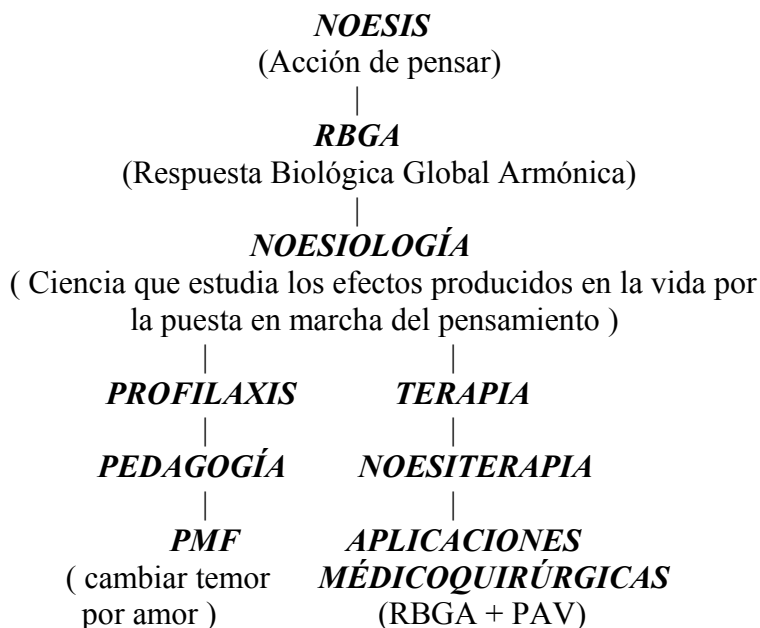 NOESIS
(Acción de pensar)
|
RBGA
(Respuesta Biológica Global Armónica)
|
NOESIOLOGÍA
( Ciencia que estudia los efectos producidos en la vida por
la puesta en marcha del pensamiento )
| |
PROFILAXIS TERAPIA
| |
PEDAGOGÍA NOESITERAPIA
| |
PMF APLICACIONES
( cambiar temor MÉDICOQUIRÚRGICAS
por amor ) (RBGA + PAV)